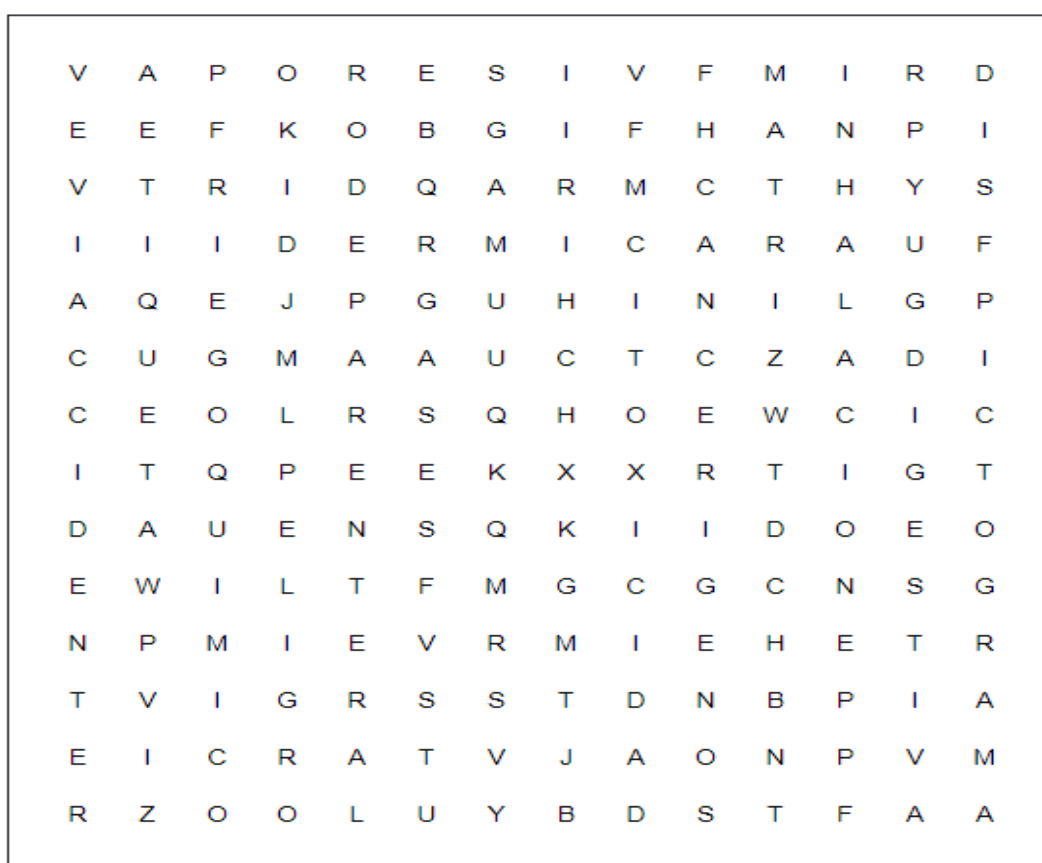 V A P O R E S I V F M I R D
E E F K O B G I F H A N P I
V T R I D Q A R M C T H Y S
I I I D E R M I C A R A U F
A Q E J P G U H I N I L G P
C U G M A A U C T C Z A D I
C E O L R S Q H O E W C I C
I T Q P E E K X X R T I G T
D A U E N S Q K I I D O E O
E W I L T F M G C G C N S G
N P M I E V R M I E H E T R
T V I G R S S T D N B P I A
E I C R A T V J A O N P V M
R Z O O L U Y B D S T F A A